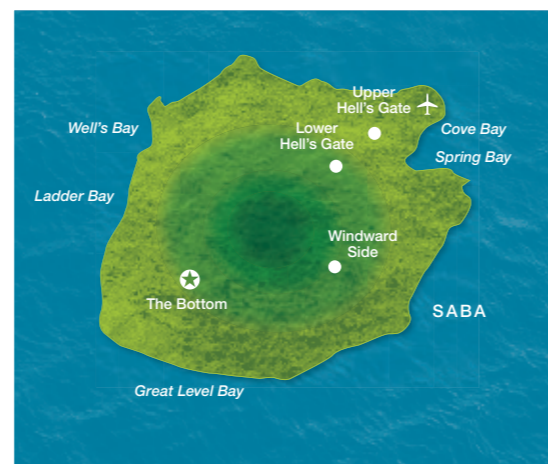 Upper
Hell's Gate
Lower
Hell's Gate
Well's Bay
Cove Bay
Spring Bay
Ladder Bay
Windward
Side
The Bottom
SABA
Great Level Bay